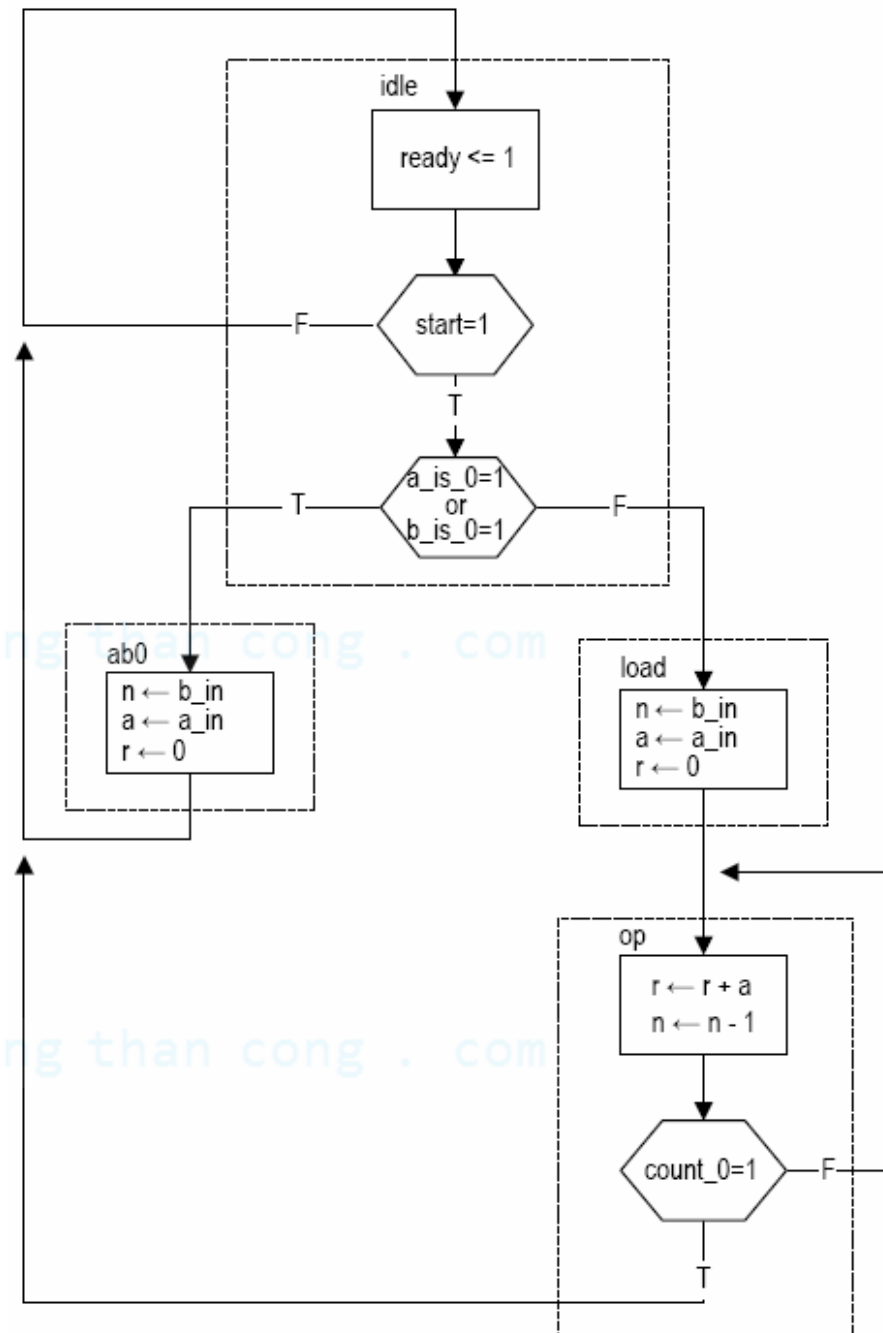 idle
ready <= 1
start=1
F
T
a_is_0=1
or
b_is_0=1
T
F
ng than cong . com
ab0
n ← b_in
a ← a_in
r ← 0
load
n ← b_in
a ← a_in
r ← 0
op
r ← r + a
n ← n - 1
ng than cong . com
count_0=1
F
T